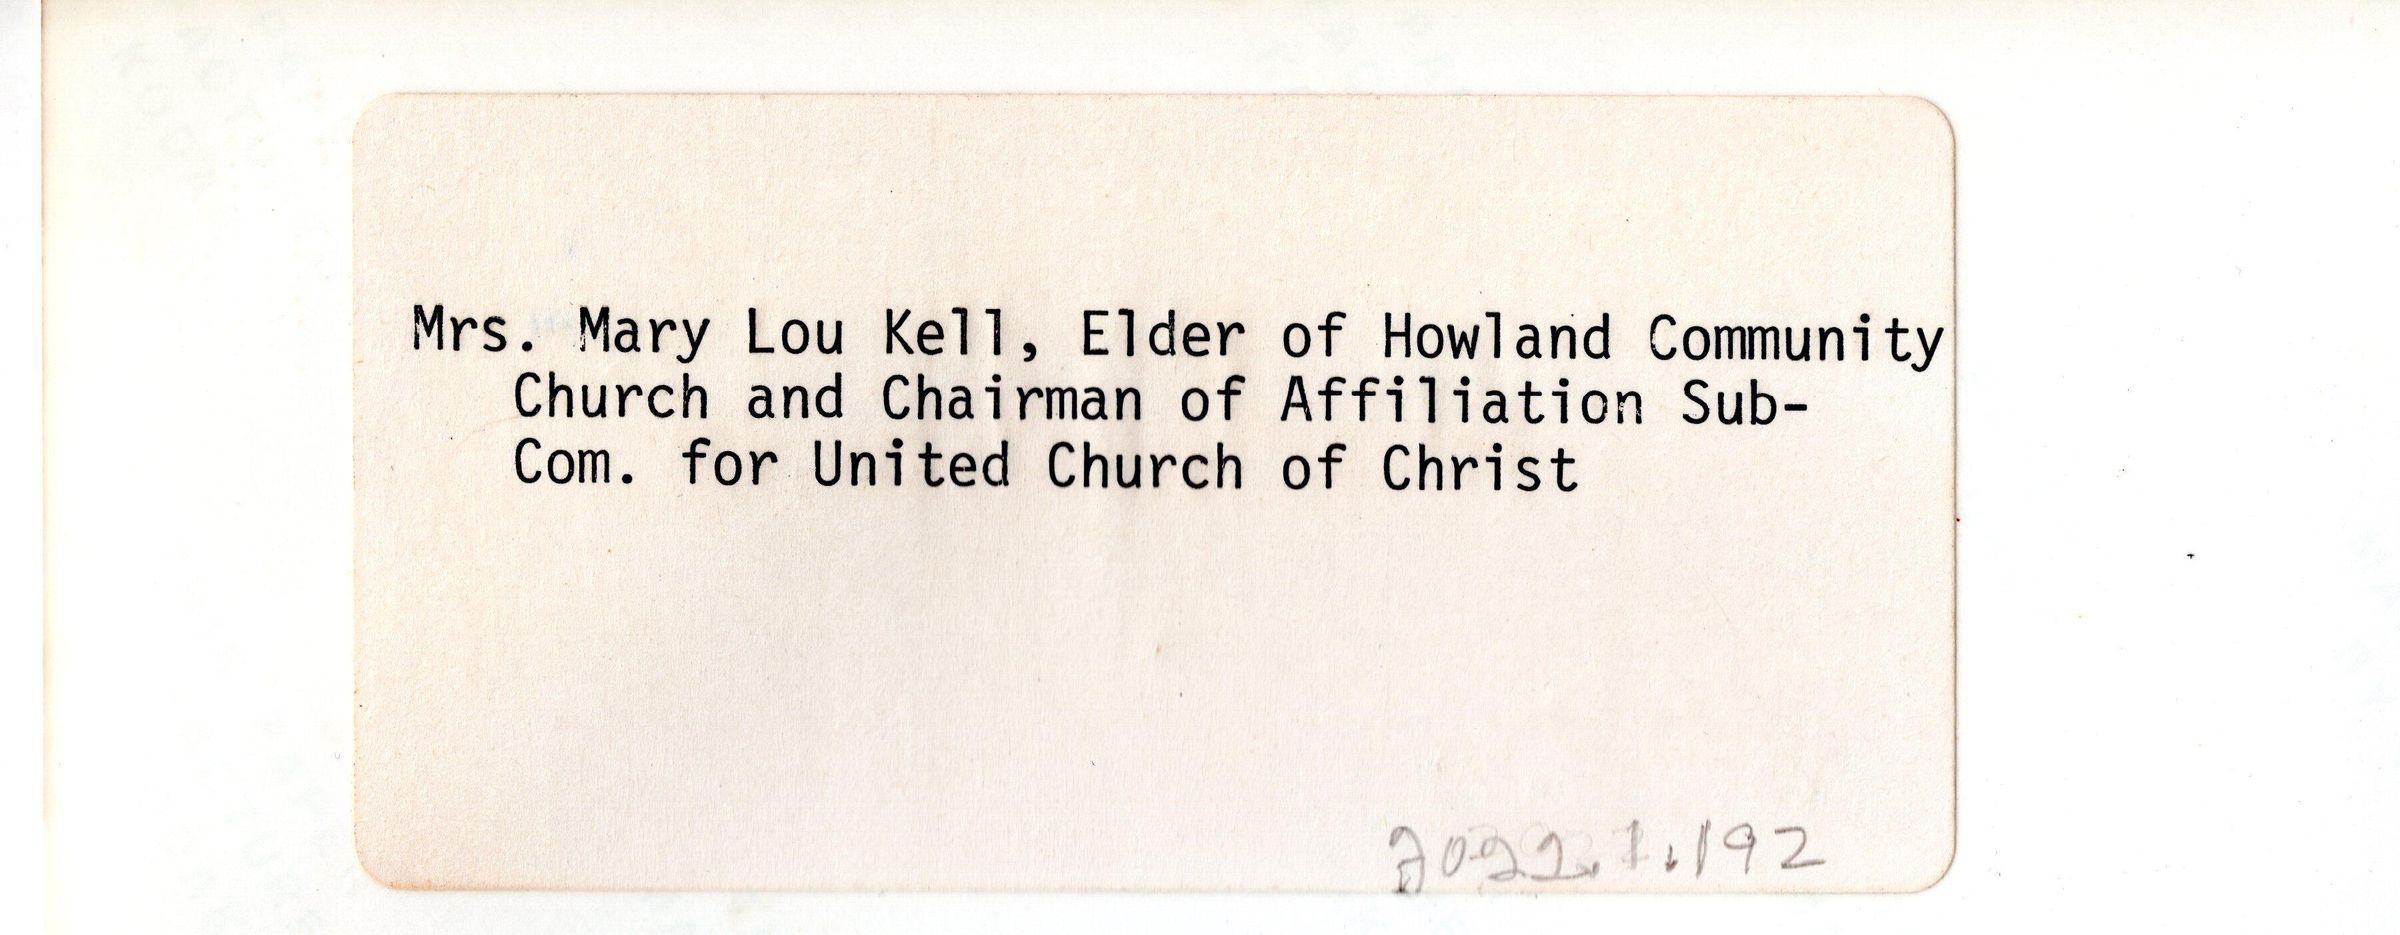 Mrs. Mary Lou Kell, Elder of Howland Community
Church and Chairman of Affiliation Sub-
Com. for United Church of Christ
2022.1.192